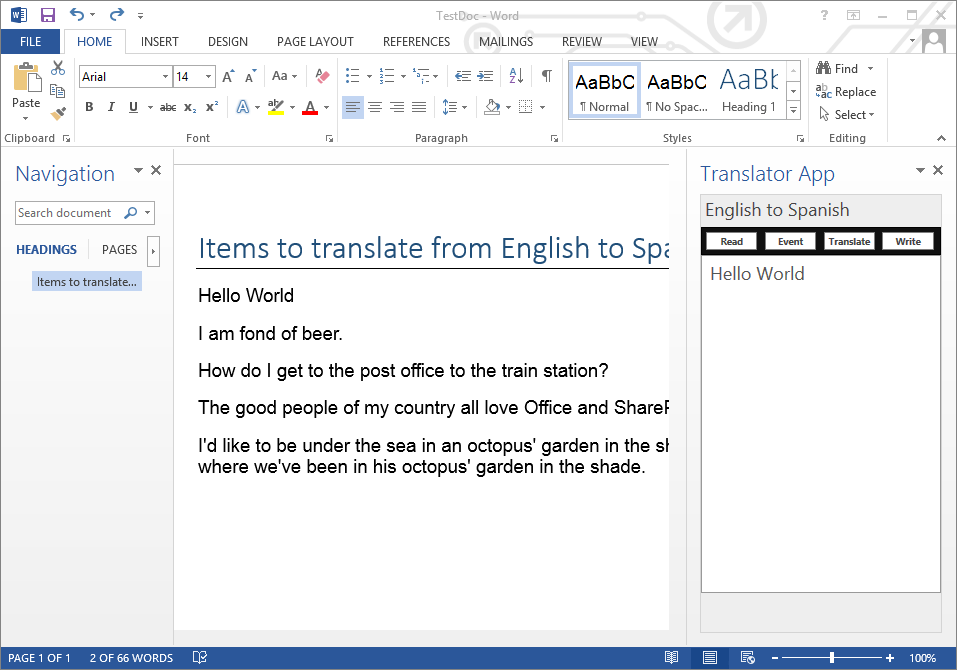 TestDoc - Word
?
FILE HOME INSERT DESIGN PAGE LAYOUT REFERENCES MAILINGS REVIEW VIEW
Paste
Arial 14 Aa
B I U abc x₂ x² A ab A
A Z
¶
AaBbC AaBbC AaBb
¶ Normal ¶ No Spac... Heading 1
Find
Replace
Select
Clipboard Font Paragraph Styles Editing
Navigation
Search document
HEADINGS PAGES
Items to translate...
Items to translate from English to Spa
Hello World
I am fond of beer.
How do I get to the post office to the train station?
The good people of my country all love Office and ShareP
I'd like to be under the sea in an octopus' garden in the sh
where we've been in his octopus' garden in the shade.
Translator App
English to Spanish
Read Event Translate Write
Hello World
PAGE 1 OF 1 2 OF 66 WORDS 100%